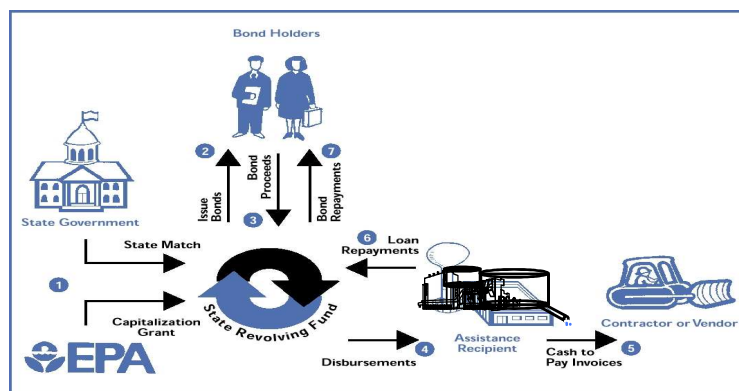 Bond Holders
2
7
Issue
Bonds
Bond
Proceeds
Bond
Repayments
3
State Government
State Match
6
Loan
Repayments
1
State Revolving Fund
Capitalization
Grant
EPA
Disbursements
4
Assistance
Recipient
Cash to
Pay Invoices
5
Contractor or Vendor